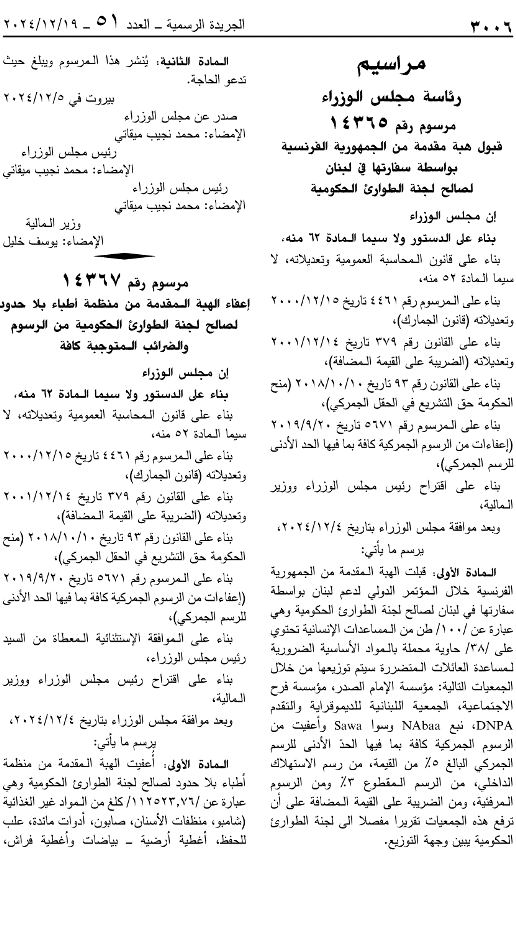 ٣٠٠٦
الجريدة الرسمية ــ العدد ٥١ ــ ٢٠٢٤/١٢/١٩
مراسيم
رئاسة مجلس الوزراء
مرسوم رقم ١٤٣٦٥
قبول هبة مقدمة من الجمهورية الفرنسية
بواسطة سفارتها في لبنان
لصالح لجنة الطوارئ الحكومية
إن مجلس الوزراء
بناء على الدستور ولا سيما المادة ٦٢ منه،
بناء على قانون المحاسبة العمومية وتعديلاته، لا
سيما المادة ٥٢ منه،
بناء على المرسوم رقم ٤٤٦١ تاريخ ٢٠٠٠/١٢/١٥
وتعديلاته (قانون الجمارك)،
بناء على القانون رقم ٣٧٩ تاريخ ٢٠٠١/١٢/١٤
وتعديلاته (الضريبة على القيمة المضافة)،
بناء على القانون رقم ٩٣ تاريخ ٢٠١٨/١٠/١٠ (منح
الحكومة حق التشريع في الحقل الجمركي)،
بناء على المرسوم رقم ٥٦٧١ تاريخ ٢٠١٩/٩/٢٠
(إعفاءات من الرسوم الجمركية كافة بما فيها الحد الأدنى
للرسم الجمركي)،
بناء على اقتراح رئيس مجلس الوزراء ووزير
المالية،
وبعد موافقة مجلس الوزراء بتاريخ ٢٠٢٤/١٢/٤،
يرسم ما يأتي:
المادة الأولى: قبلت الهبة المقدمة من الجمهورية
الفرنسية خلال المؤتمر الدولي لدعم لبنان بواسطة
سفارتها في لبنان لصالح لجنة الطوارئ الحكومية وهي
عبارة عن /١٠٠/ طن من المساعدات الإنسانية تحتوي
على /٣٨/ حاوية محملة بالمواد الأساسية الضرورية
لمساعدة العائلات المتضررة سيتم توزيعها من خلال
الجمعيات التالية: مؤسسة الإمام الصدر، مؤسسة فرح
الاجتماعية، الجمعية اللبنانية للديموقراية والتقدم
DNPA، نبع NAbaa وسوا Sawa وأعفيت من
الرسوم الجمركية كافة بما فيها الحدّ الأدنى للرسم
الجمركي البالغ ٥٪ من القيمة، من رسم الاستهلاك
الداخلي، من الرسم المقطوع ٣٪ ومن الرسوم
المرفئية، ومن الضريبة على القيمة المضافة على أن
ترفع هذه الجمعيات تقريرا مفصلا الى لجنة الطوارئ
الحكومية يبين وجهة التوزيع.
المادة الثانية: يُنشر هذا المرسوم ويبلغ حيث
تدعو الحاجة.
بيروت في ٢٠٢٤/١٢/٥
صدر عن مجلس الوزراء
الإمضاء: محمد نجيب ميقاتي
رئيس مجلس الوزراء
الإمضاء: محمد نجيب ميقاتي
رئيس مجلس الوزراء
الإمضاء: محمد نجيب ميقاتي
وزير المالية
الإمضاء: يوسف خليل
مرسوم رقم ١٤٣٦٧
إعفاء الهبة المقدمة من منظمة أطباء بلا حدود
لصالح لجنة الطوارئ الحكومية من الرسوم
والضرائب المتوجبة كافة
إن مجلس الوزراء
بناء على الدستور ولا سيما المادة ٦٢ منه،
بناء على قانون المحاسبة العمومية وتعديلاته، لا
سيما المادة ٥٢ منه،
بناء على المرسوم رقم ٤٤٦١ تاريخ ٢٠٠٠/١٢/١٥
وتعديلاته (قانون الجمارك)،
بناء على القانون رقم ٣٧٩ تاريخ ٢٠٠١/١٢/١٤
وتعديلاته (الضريبة على القيمة المضافة)،
بناء على القانون رقم ٩٣ تاريخ ٢٠١٨/١٠/١٠ (منح
الحكومة حق التشريع في الحقل الجمركي)،
بناء على المرسوم رقم ٥٦٧١ تاريخ ٢٠١٩/٩/٢٠
(إعفاءات من الرسوم الجمركية كافة بما فيها الحد الأدنى
للرسم الجمركي)،
بناء على الموافقة الإستثنائية المعطاة من السيد
رئيس مجلس الوزراء،
بناء على اقتراح رئيس مجلس الوزراء ووزير
المالية،
وبعد موافقة مجلس الوزراء بتاريخ ٢٠٢٤/١٢/٤،
يرسم ما يأتي:
المادة الأولى: أُعفيت الهبة المقدمة من منظمة
أطباء بلا حدود لصالح لجنة الطوارئ الحكومية وهي
عبارة عن /١١٢٥٢٣,٧٦/ كلغ من المواد غير الغذائية
(شامبو، منظفات الأسنان، صابون، أدوات مائدة، علب
للحفظ، أغطية أرضية ــ بياضات وأغطية فراش،